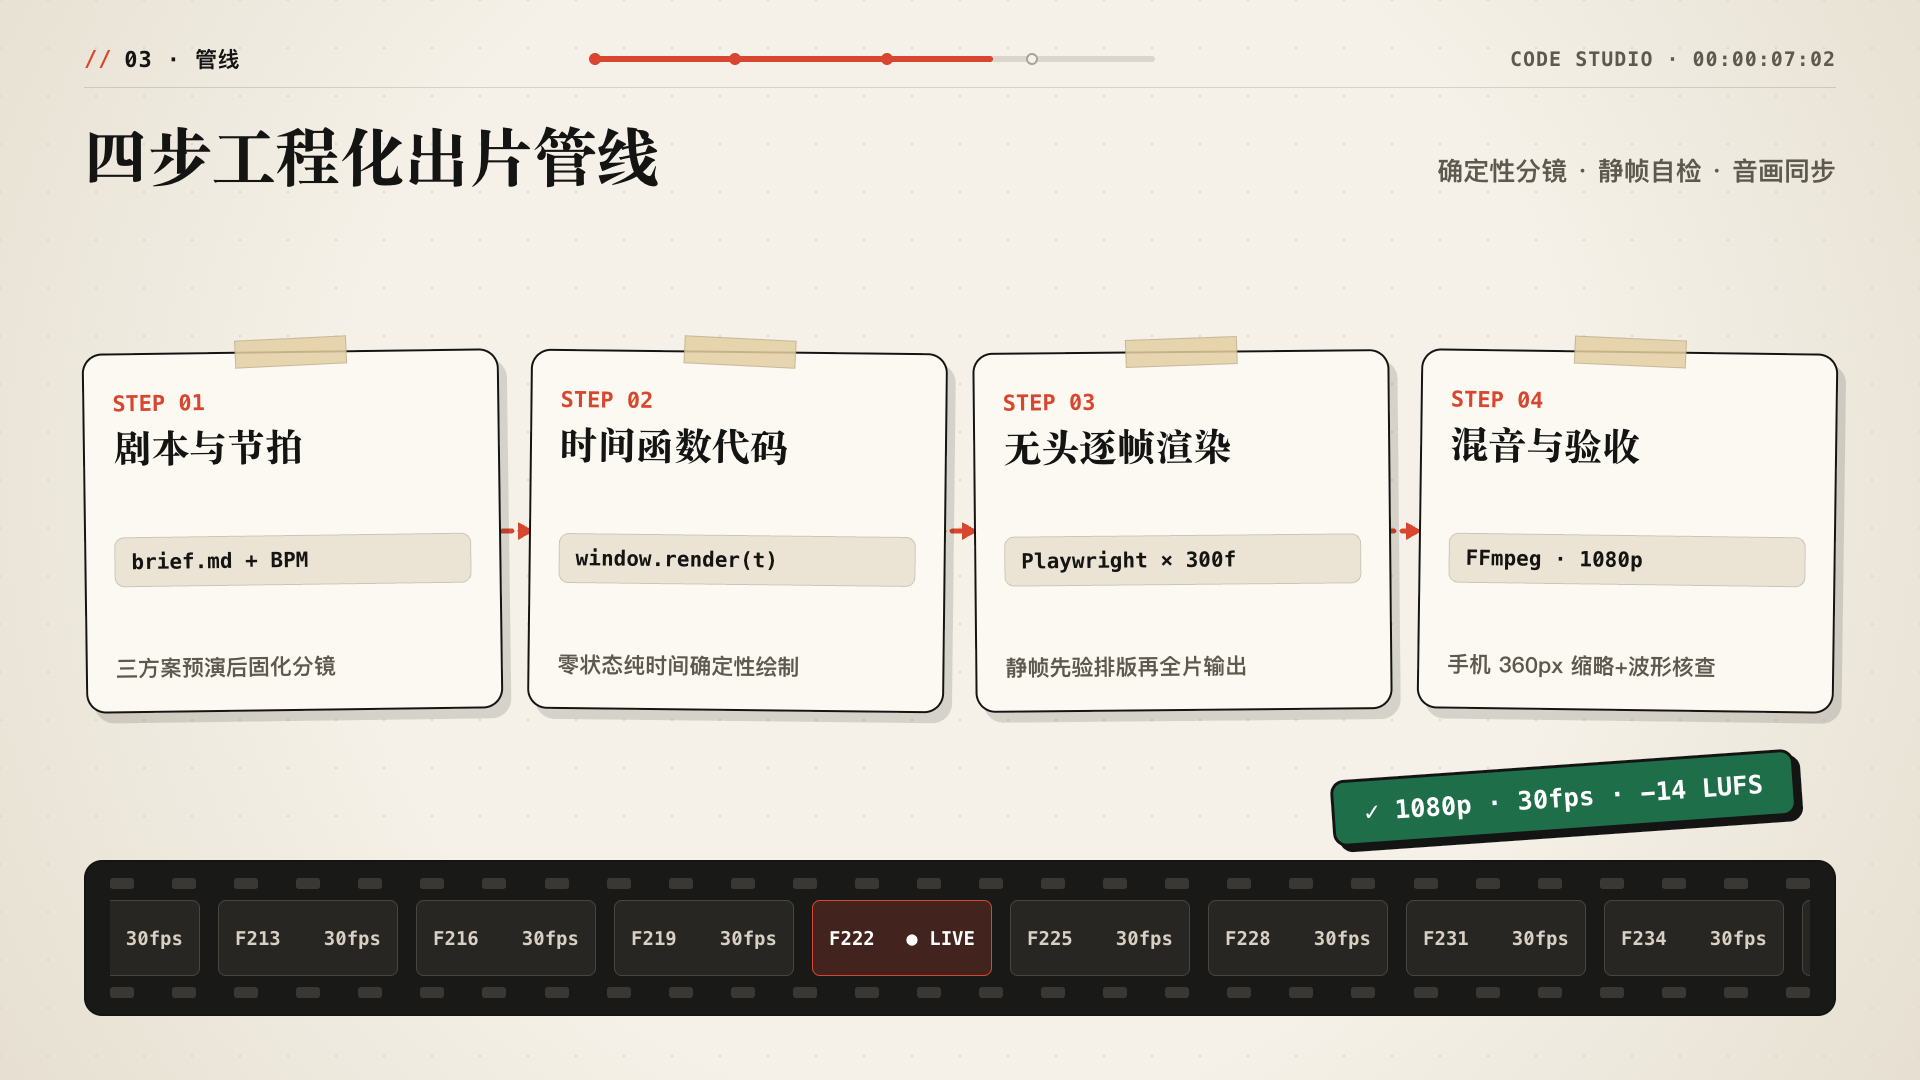 // 03 · 管线
CODE STUDIO · 00:00:07:02
四步工程化出片管线
确定性分镜 · 静帧自检 · 音画同步
STEP 01
剧本与节拍
brief.md + BPM
三方案预演后固化分镜
STEP 02
时间函数代码
window.render(t)
零状态纯时间确定性绘制
STEP 03
无头逐帧渲染
Playwright × 300f
静帧先验排版再全片输出
STEP 04
混音与验收
FFmpeg · 1080p
手机 360px 缩略+波形核查
✓ 1080p · 30fps · −14 LUFS
30fps
F213 30fps
F216 30fps
F219 30fps
F222 ● LIVE
F225 30fps
F228 30fps
F231 30fps
F234 30fps